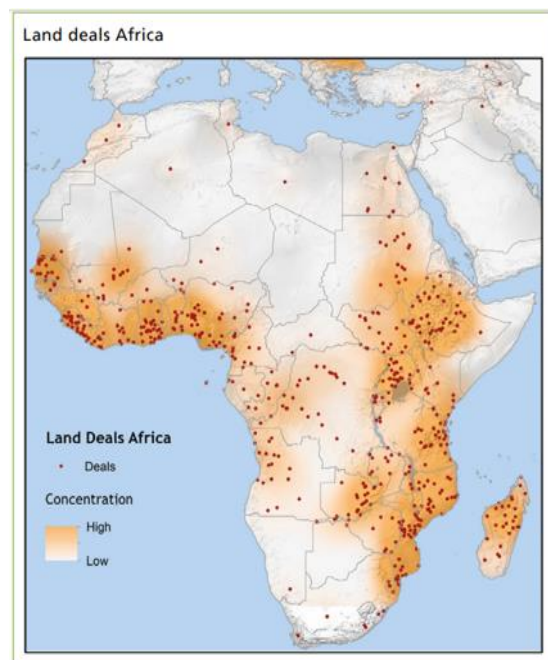 Land deals Africa
Land Deals Africa
Deals
Concentration
High
Low